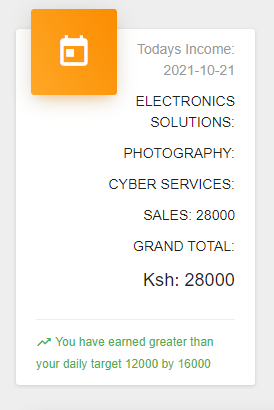 Todays Income:
2021-10-21
ELECTRONICS
SOLUTIONS:
PHOTOGRAPHY:
CYBER SERVICES:
SALES: 28000
GRAND TOTAL:
Ksh: 28000
You have earned greater than
your daily target 12000 by 16000